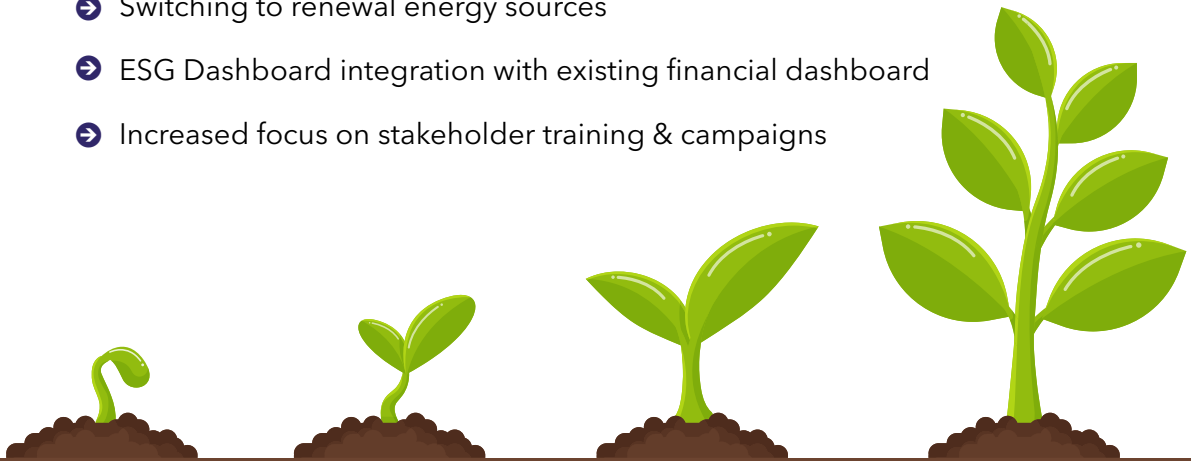 Switching to renewal energy sources
ESG Dashboard integration with existing financial dashboard
Increased focus on stakeholder training & campaigns